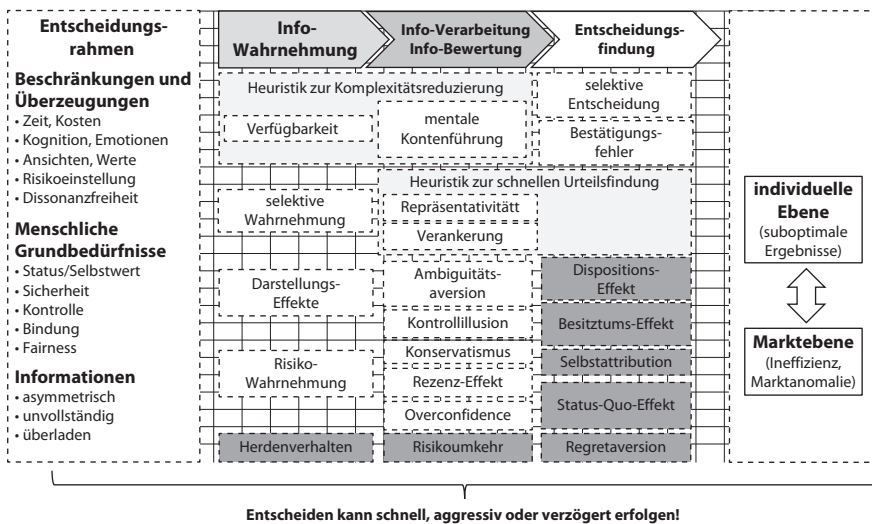 Entscheidungs-
rahmen
Beschränkungen und
Überzeugungen
• Zeit, Kosten
• Kognition, Emotionen
• Ansichten, Werte
• Risikoeinstellung
• Dissonanzfreiheit
Menschliche
Grundbedürfnisse
• Status/Selbstwert
• Sicherheit
• Kontrolle
• Bindung
• Fairness
Informationen
• asymmetrisch
• unvollständig
• überladen
Info-
Wahrnehmung
Info-Verarbeitung
Info-Bewertung
Entscheidungs-
findung
Heuristik zur Komplexitätsreduzierung
Verfügbarkeit
mentale
Kontenführung
selektive
Entscheidung
Bestätigungs-
fehler
Heuristik zur schnellen Urteilsfindung
selektive
Wahrnehmung
Repräsentativitätt
Verankerung
Darstellungs-
Effekte
Ambiguitäts-
aversion
Dispositions-
Effekt
Kontrollillusion
Besitztums-Effekt
Risiko-
Wahrnehmung
Konservatismus
Selbstattribution
Rezenz-Effekt
Status-Quo-Effekt
Overconfidence
Herdenverhalten
Risikoumkehr
Regretaversion
individuelle
Ebene
(suboptimale
Ergebnisse)
Marktebene
(Ineffizienz,
Marktanomalie)
Entscheiden kann schnell, aggressiv oder verzögert erfolgen!